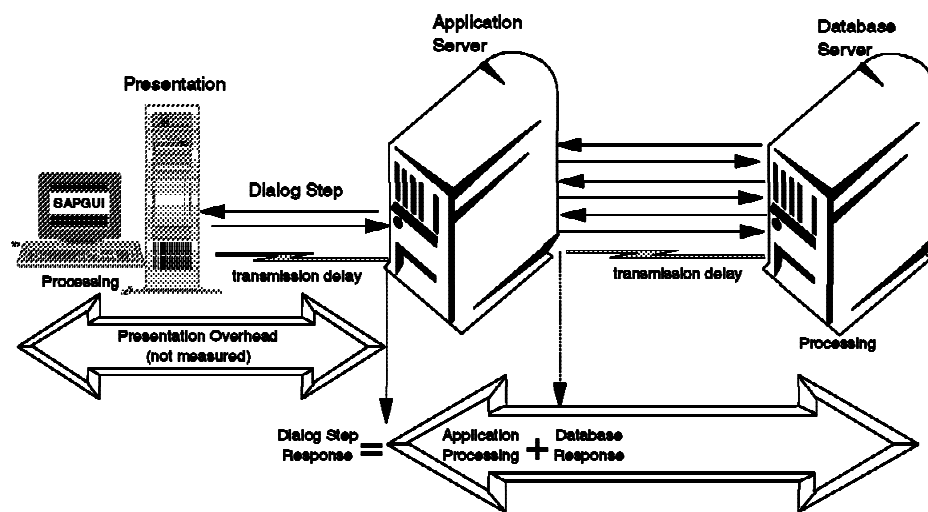 Application
Server
Database
Server
Presentation
SAPGUI
Dialog Step
Processing
transmission delay
transmission delay
Presentation Overhead
(not measured)
Processing
Dialog Step
Response
=
Application
Processing
+
Database
Response